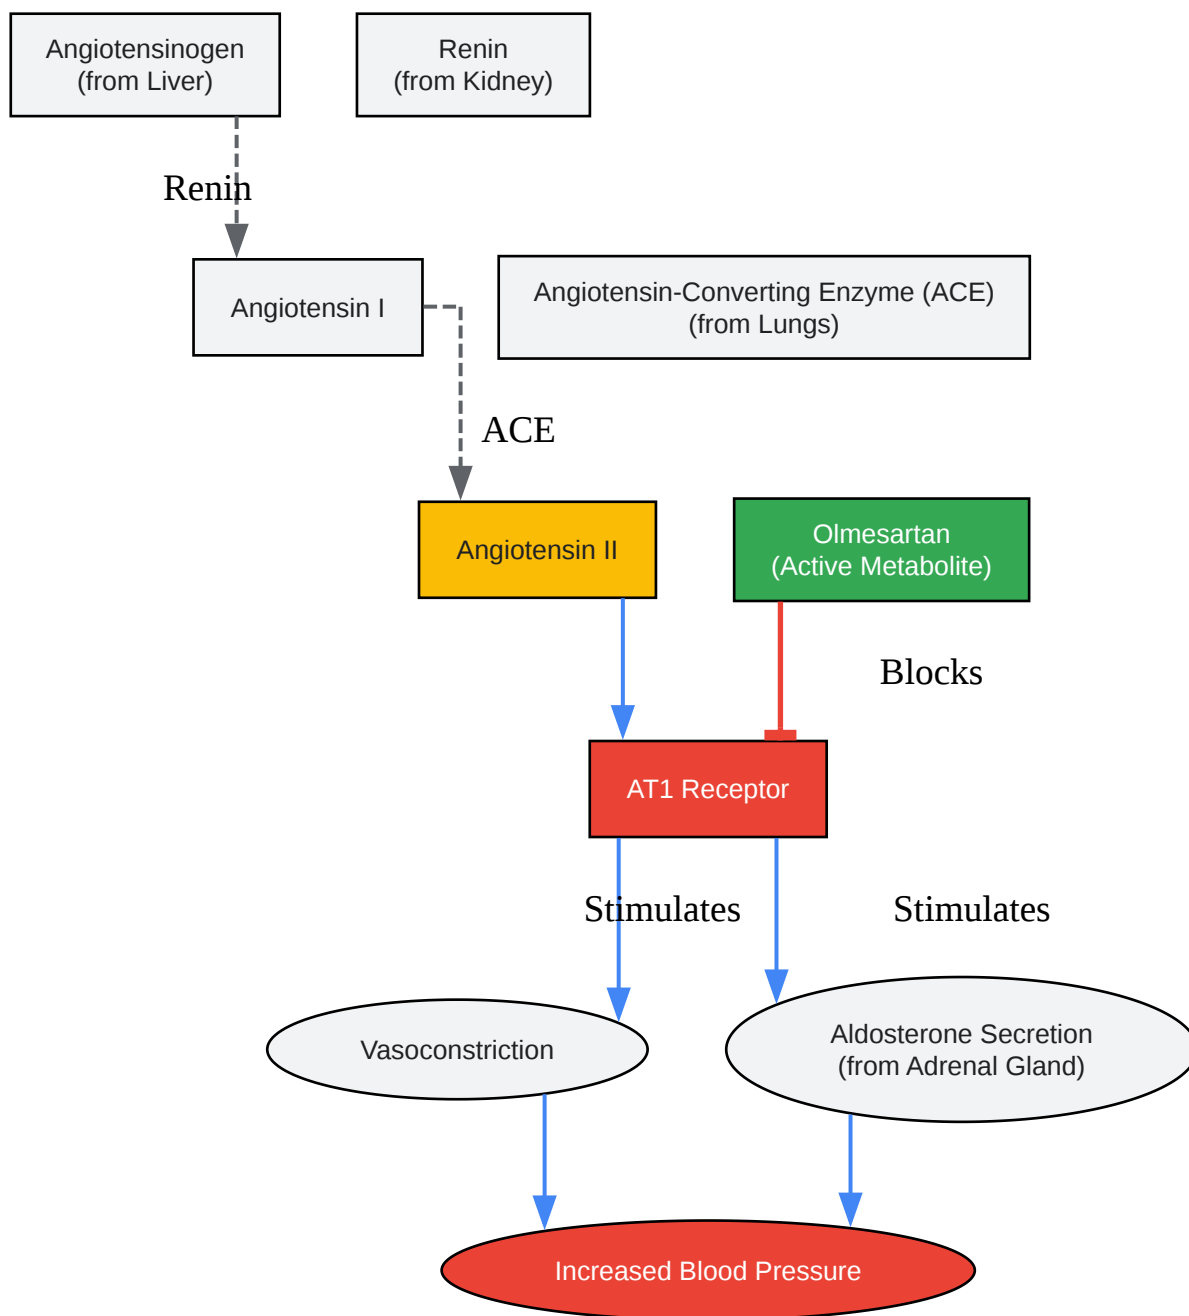 Angiotensinogen
(from Liver)
Renin
(from Kidney)
Renin
Angiotensin I
Angiotensin-Converting Enzyme (ACE)
(from Lungs)
ACE
Angiotensin II
Olmesartan
(Active Metabolite)
Blocks
AT1 Receptor
Stimulates
Stimulates
Vasoconstriction
Aldosterone Secretion
(from Adrenal Gland)
Increased Blood Pressure